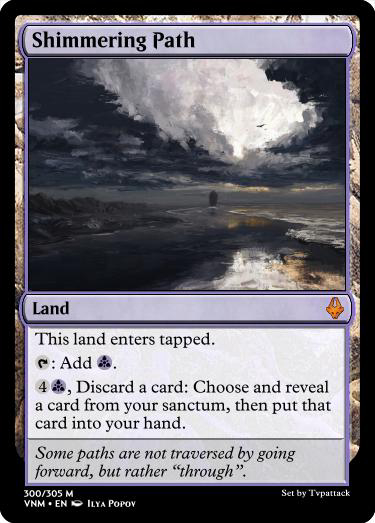 Shimmering Path
Land
This land enters tapped.
: Add .
4, Discard a card: Choose and reveal
a card from your sanctum, then put that
card into your hand.
Some paths are not traversed by going
forward, but rather “through”.
300/305 M
VNM • EN Ilya Popov
Set by Tvpattack